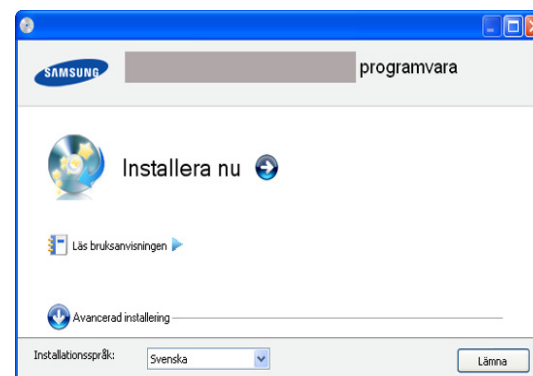 SAMSUNG
programvara
Installera nu
Läs bruksanvisningen
Avancerad installering
Installationsspråk:
Svenska
Lämna